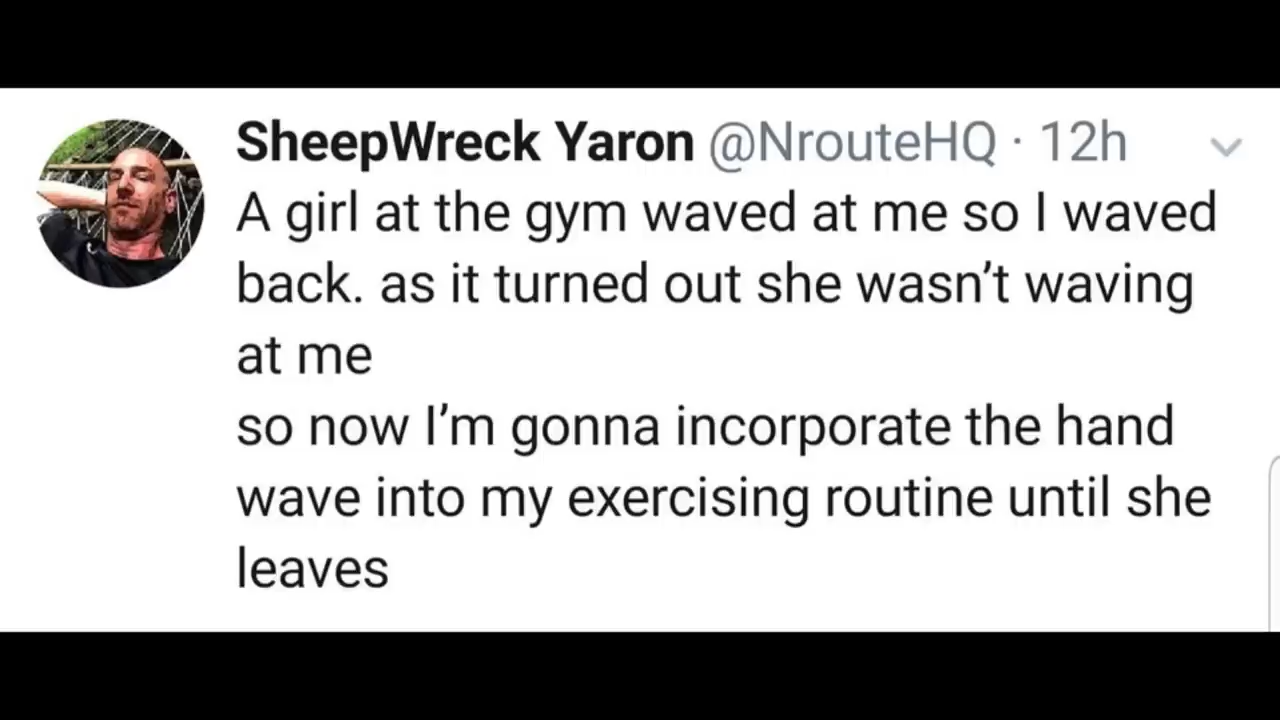 SheepWreck Yaron @NrouteHQ · 12h
A girl at the gym waved at me so I waved
back. as it turned out she wasn’t waving
at me
so now I’m gonna incorporate the hand
wave into my exercising routine until she
leaves